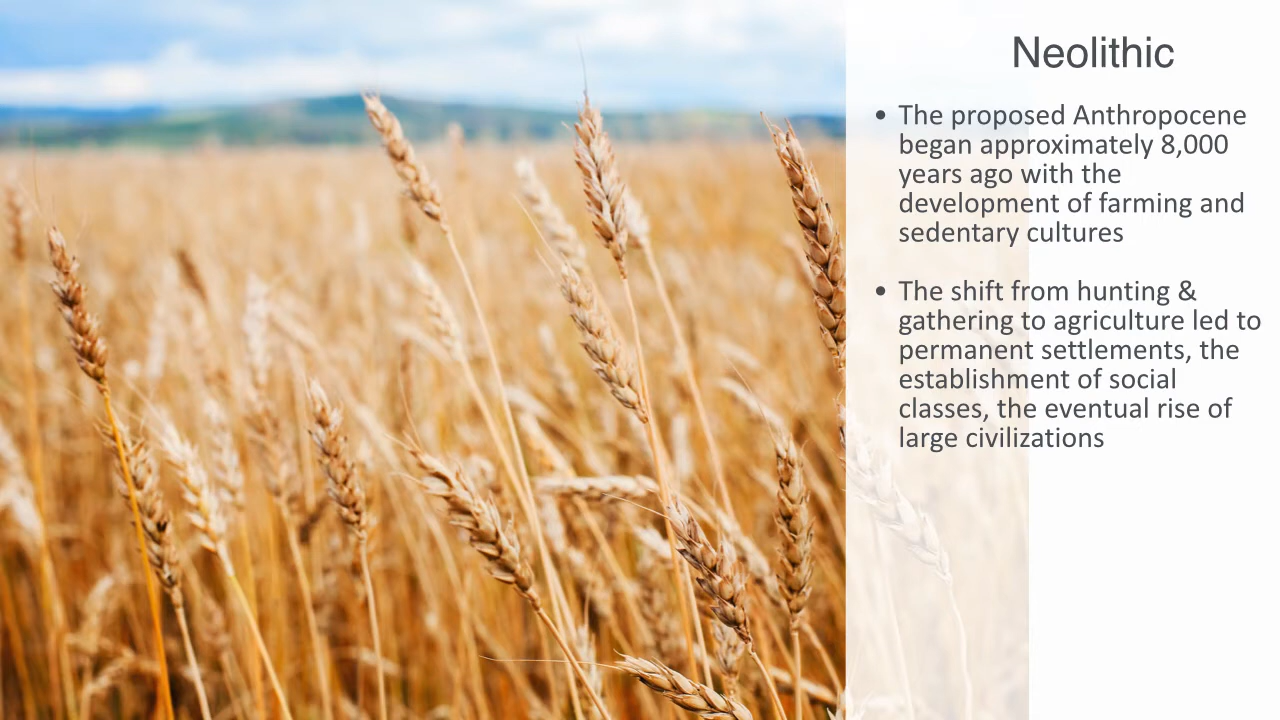 Neolithic
• The proposed Anthropocene
began approximately 8,000
years ago with the
development of farming and
sedentary cultures
• The shift from hunting &
gathering to agriculture led to
permanent settlements, the
establishment of social
classes, the eventual rise of
large civilizations